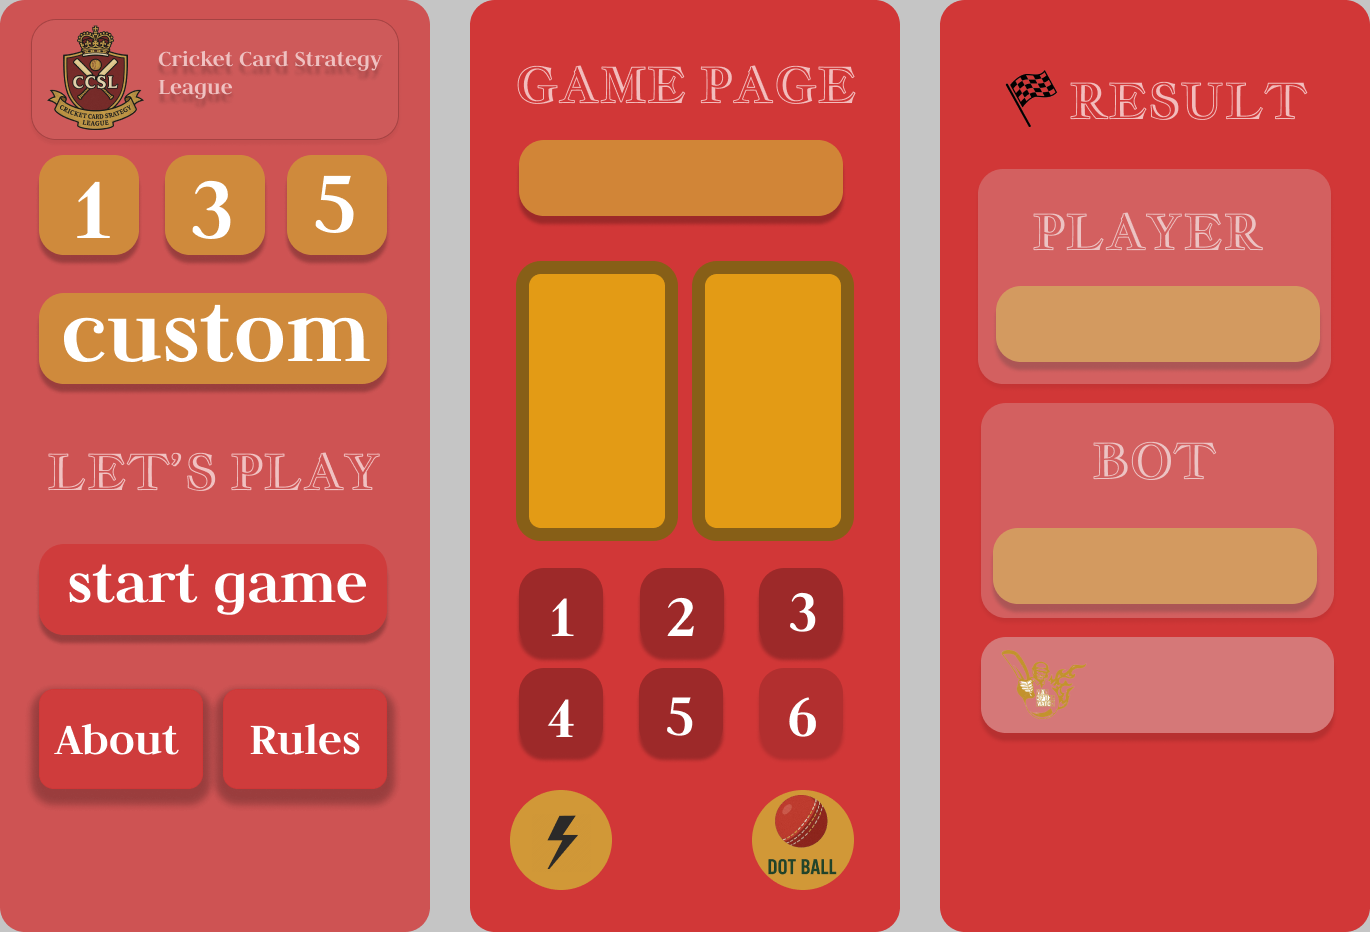 CCSL
CRICKET CARD STRATEGY
LEAGUE
Cricket Card Strategy
League
1
3
5
custom
LET'S PLAY
start game
About
Rules
GAME PAGE
1
2
3
4
5
6
DOT BALL
RESULT
PLAYER
BOT